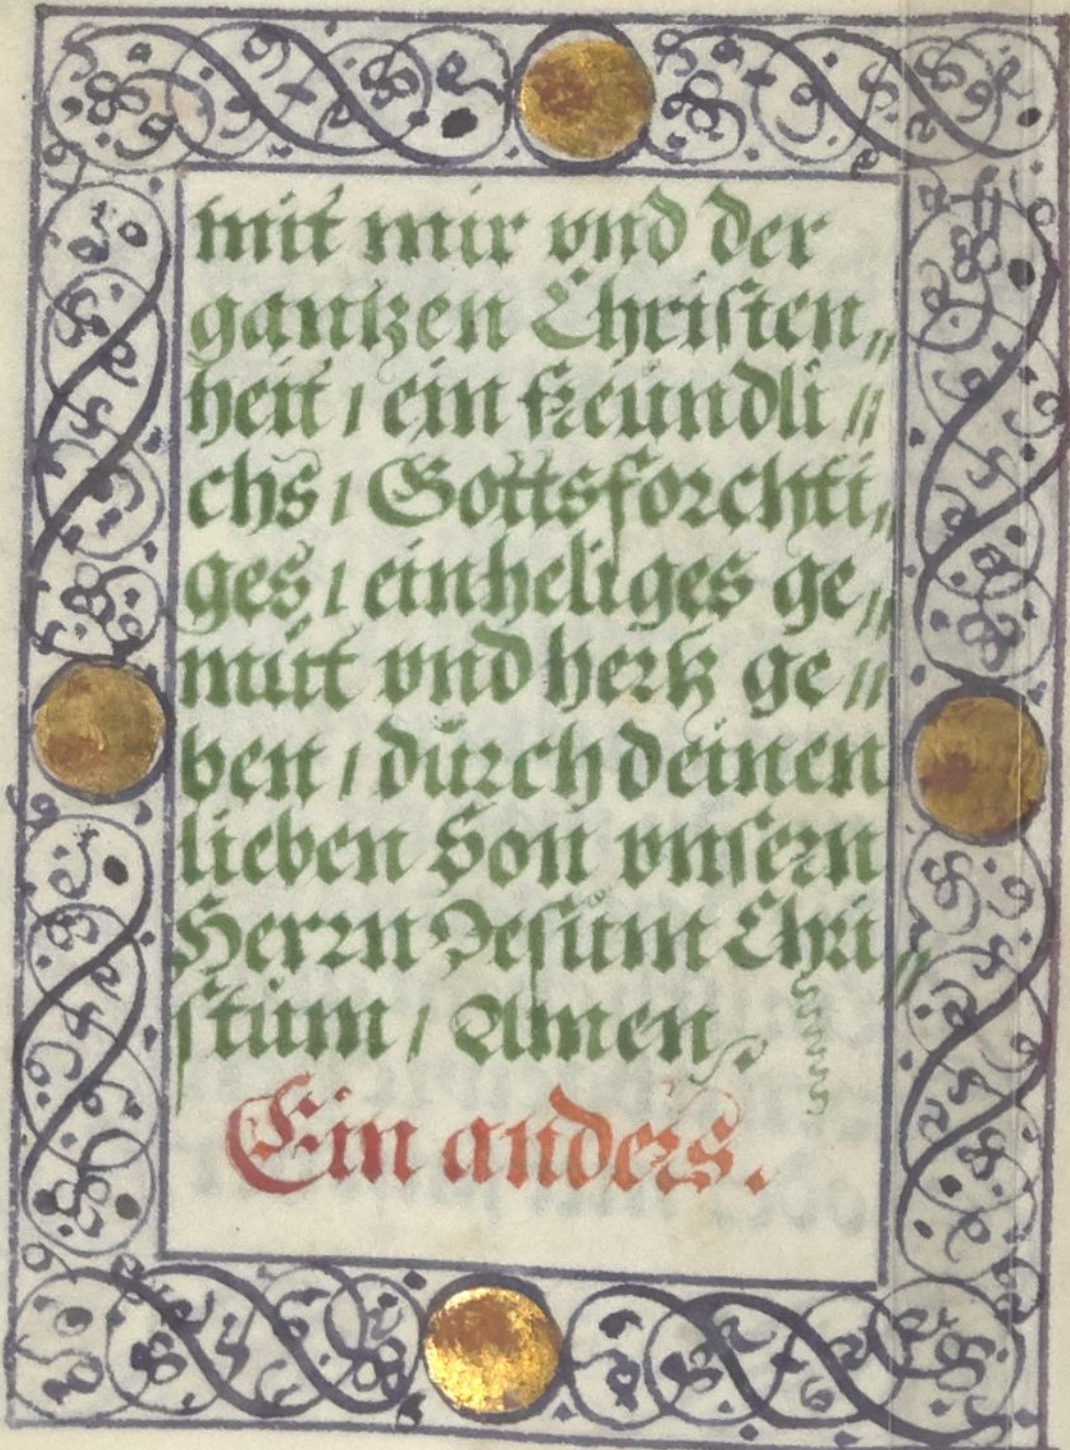 mit mir vnd der
gantzen Christen„
heit / ein freündli„
chs / Gottsforchti„
ges / einheliges ge„
müt vnd hertz ge„
ben / dürch deinen
lieben Son vnsern
Herrn Jesüm Chri„
stüm / Amen.
Ein anders.